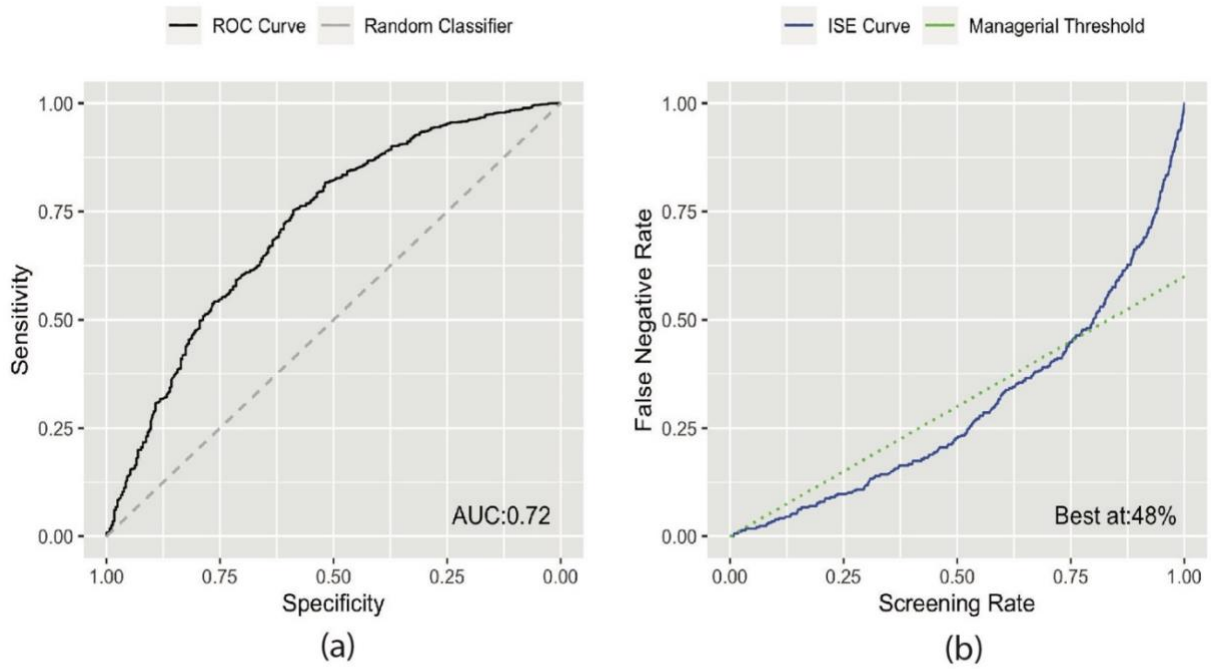 ROC Curve Random Classifier
1.00
0.75
0.50
0.25
0.00
Sensitivity
AUC:0.72
1.00 0.75 0.50 0.25 0.00
Specificity
(a)
ISE Curve Managerial Threshold
1.00
0.75
0.50
0.25
0.00
False Negative Rate
Best at:48%
0.00 0.25 0.50 0.75 1.00
Screening Rate
(b)